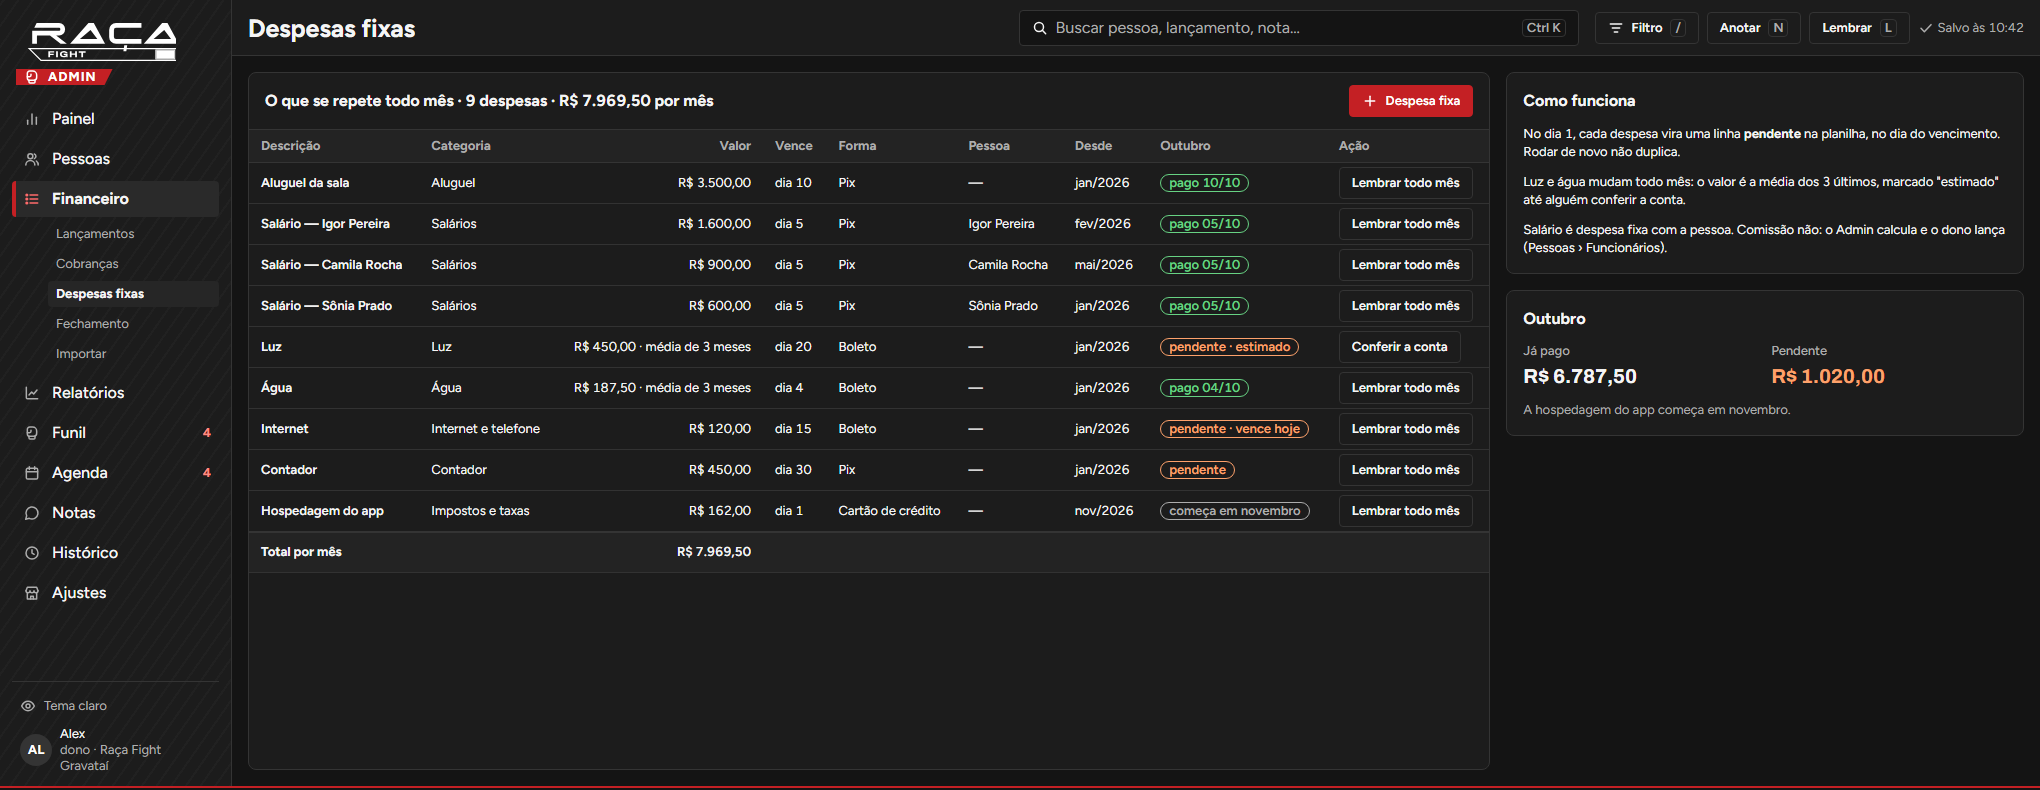 RAÇA
FIGHT
ADMIN
Painel
Pessoas
Financeiro
Lançamentos
Cobranças
Despesas fixas
Fechamento
Importar
Relatórios
Funil 4
Agenda 4
Notas
Histórico
Ajustes
Tema claro
AL
Alex
dono · Raça Fight
Gravataí
Despesas fixas
Buscar pessoa, lançamento, nota... Ctrl K
Filtro /
Anotar N
Lembrar L
Salvo às 10:42
O que se repete todo mês · 9 despesas · R$ 7.969,50 por mês
+ Despesa fixa
Descrição Categoria Valor Vence Forma Pessoa Desde Outubro Ação
Aluguel da sala Aluguel R$ 3.500,00 dia 10 Pix — jan/2026 pago 10/10 Lembrar todo mês
Salário — Igor Pereira Salários R$ 1.600,00 dia 5 Pix Igor Pereira fev/2026 pago 05/10 Lembrar todo mês
Salário — Camila Rocha Salários R$ 900,00 dia 5 Pix Camila Rocha mai/2026 pago 05/10 Lembrar todo mês
Salário — Sônia Prado Salários R$ 600,00 dia 5 Pix Sônia Prado jan/2026 pago 05/10 Lembrar todo mês
Luz Luz R$ 450,00 · média de 3 meses dia 20 Boleto — jan/2026 pendente · estimado Conferir a conta
Água Água R$ 187,50 · média de 3 meses dia 4 Boleto — jan/2026 pago 04/10 Lembrar todo mês
Internet Internet e telefone R$ 120,00 dia 15 Boleto — jan/2026 pendente · vence hoje Lembrar todo mês
Contador Contador R$ 450,00 dia 30 Pix — jan/2026 pendente Lembrar todo mês
Hospedagem do app Impostos e taxas R$ 162,00 dia 1 Cartão de crédito — nov/2026 começa em novembro Lembrar todo mês
Total por mês R$ 7.969,50
Como funciona
No dia 1, cada despesa vira uma linha pendente na planilha, no dia do vencimento.
Rodar de novo não duplica.
Luz e água mudam todo mês: o valor é a média dos 3 últimos, marcado "estimado"
até alguém conferir a conta.
Salário é despesa fixa com a pessoa. Comissão não: o Admin calcula e o dono lança
(Pessoas › Funcionários).
Outubro
Já pago Pendente
R$ 6.787,50 R$ 1.020,00
A hospedagem do app começa em novembro.